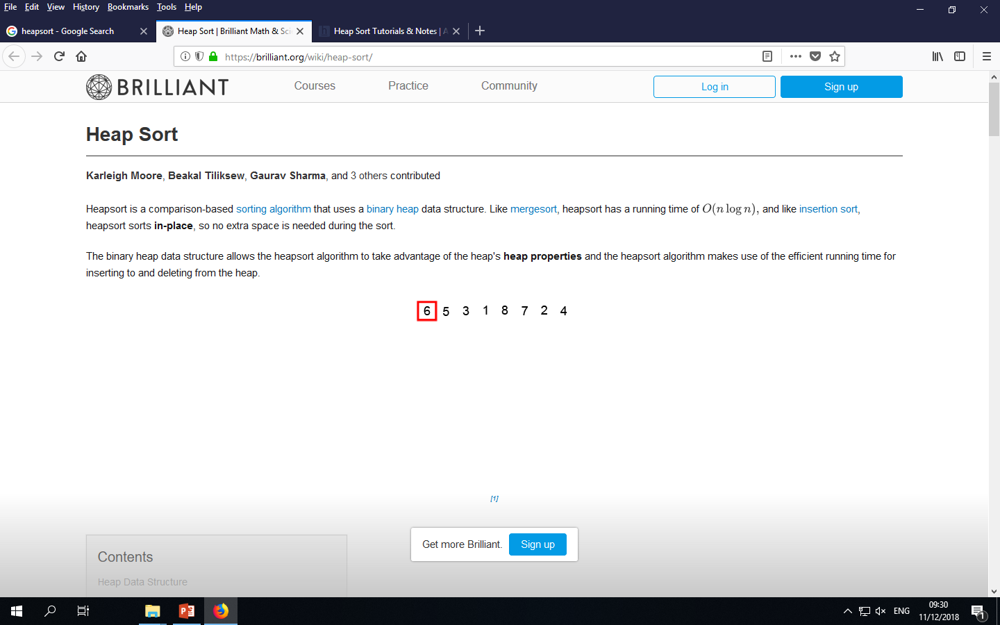 File Edit View History Bookmarks Tools Help
heapsort - Google Search
Heap Sort | Brilliant Math & Sci
Heap Sort Tutorials & Notes | A
https://brilliant.org/wiki/heap-sort/
BRILLIANT Courses Practice Community Log in Sign up
Heap Sort
Karleigh Moore, Beakal Tiliksew, Gaurav Sharma, and 3 others contributed
Heapsort is a comparison-based sorting algorithm that uses a binary heap data structure. Like mergesort, heapsort has a running time of O(n log n), and like insertion sort,
heapsort sorts in-place, so no extra space is needed during the sort.
The binary heap data structure allows the heapsort algorithm to take advantage of the heap's heap properties and the heapsort algorithm makes use of the efficient running time for
inserting to and deleting from the heap.
6 5 3 1 8 7 2 4
[1]
Get more Brilliant. Sign up
Contents
Heap Data Structure
ENG
09:30
11/12/2018
1